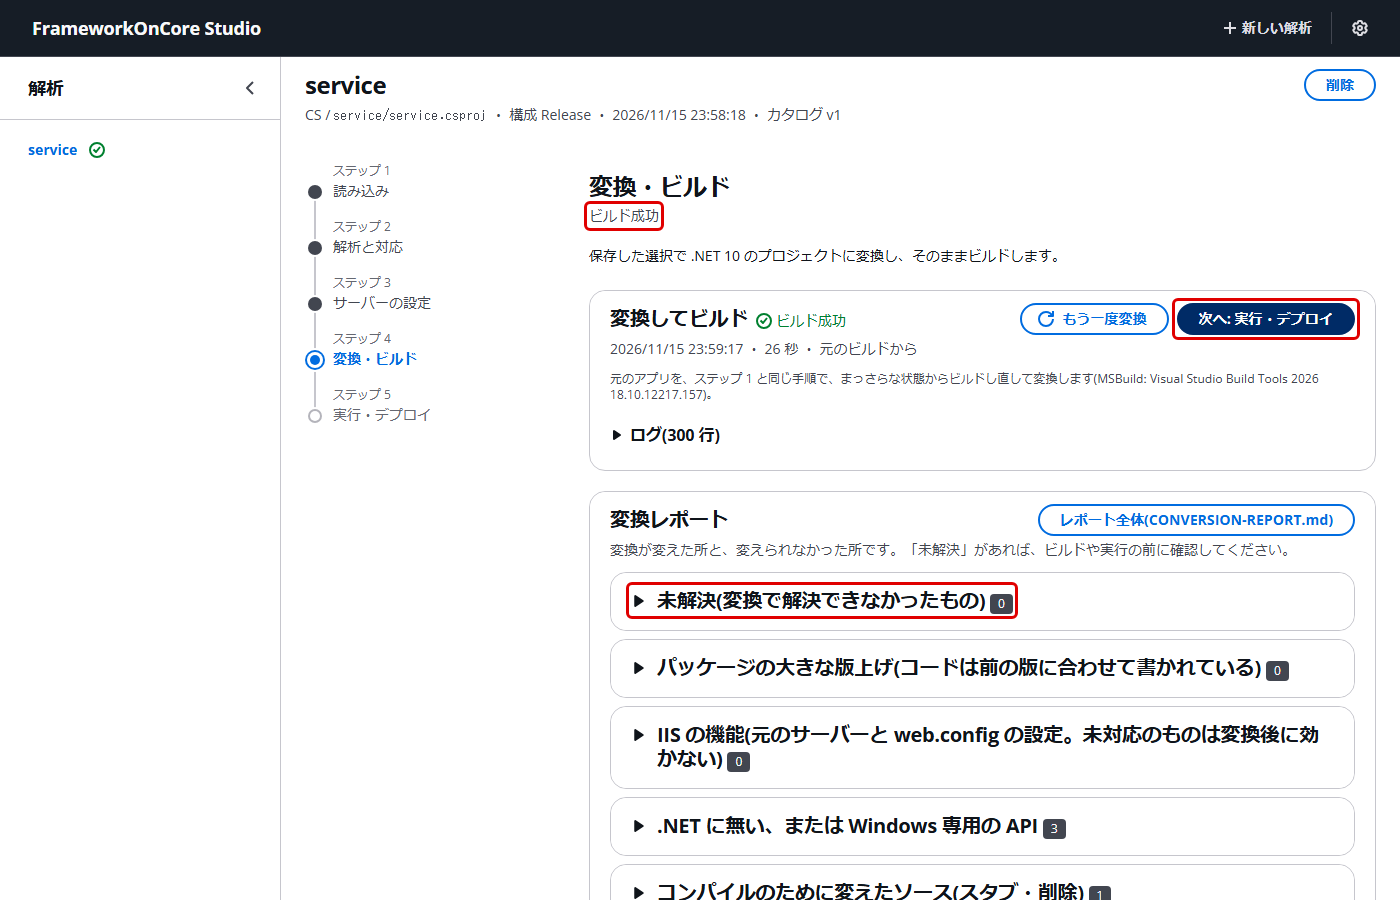 FrameworkOnCore Studio
新しい解析
解析
service
service
削除
CS / service/service.csproj ・ 構成 Release ・ 2026/11/15 23:58:18 ・ カタログ v1
ステップ 1
読み込み
ステップ 2
解析と対応
ステップ 3
サーバーの設定
ステップ 4
変換・ビルド
ステップ 5
実行・デプロイ
変換・ビルド
ビルド成功
保存した選択で .NET 10 のプロジェクトに変換し、そのままビルドします。
変換してビルド ビルド成功
もう一度変換
次へ: 実行・デプロイ
2026/11/15 23:59:17 ・ 26 秒 ・ 元のビルドから
元のアプリを、ステップ 1 と同じ手順で、まっさらな状態からビルドし直して変換します(MSBuild: Visual Studio Build Tools 2026
18.10.12217.157)。
ログ(300 行)
変換レポート
レポート全体(CONVERSION-REPORT.md)
変換が変えた所と、変えられなかった所です。「未解決」があれば、ビルドや実行の前に確認してください。
未解決(変換で解決できなかったもの) 0
パッケージの大きな版上げ(コードは前の版に合わせて書かれている) 0
IIS の機能(元のサーバーと web.config の設定。未対応のものは変換後に効
かない) 0
.NET に無い、または Windows 専用の API 3
コンパイルのために変えたソース(スタブ・削除) 1